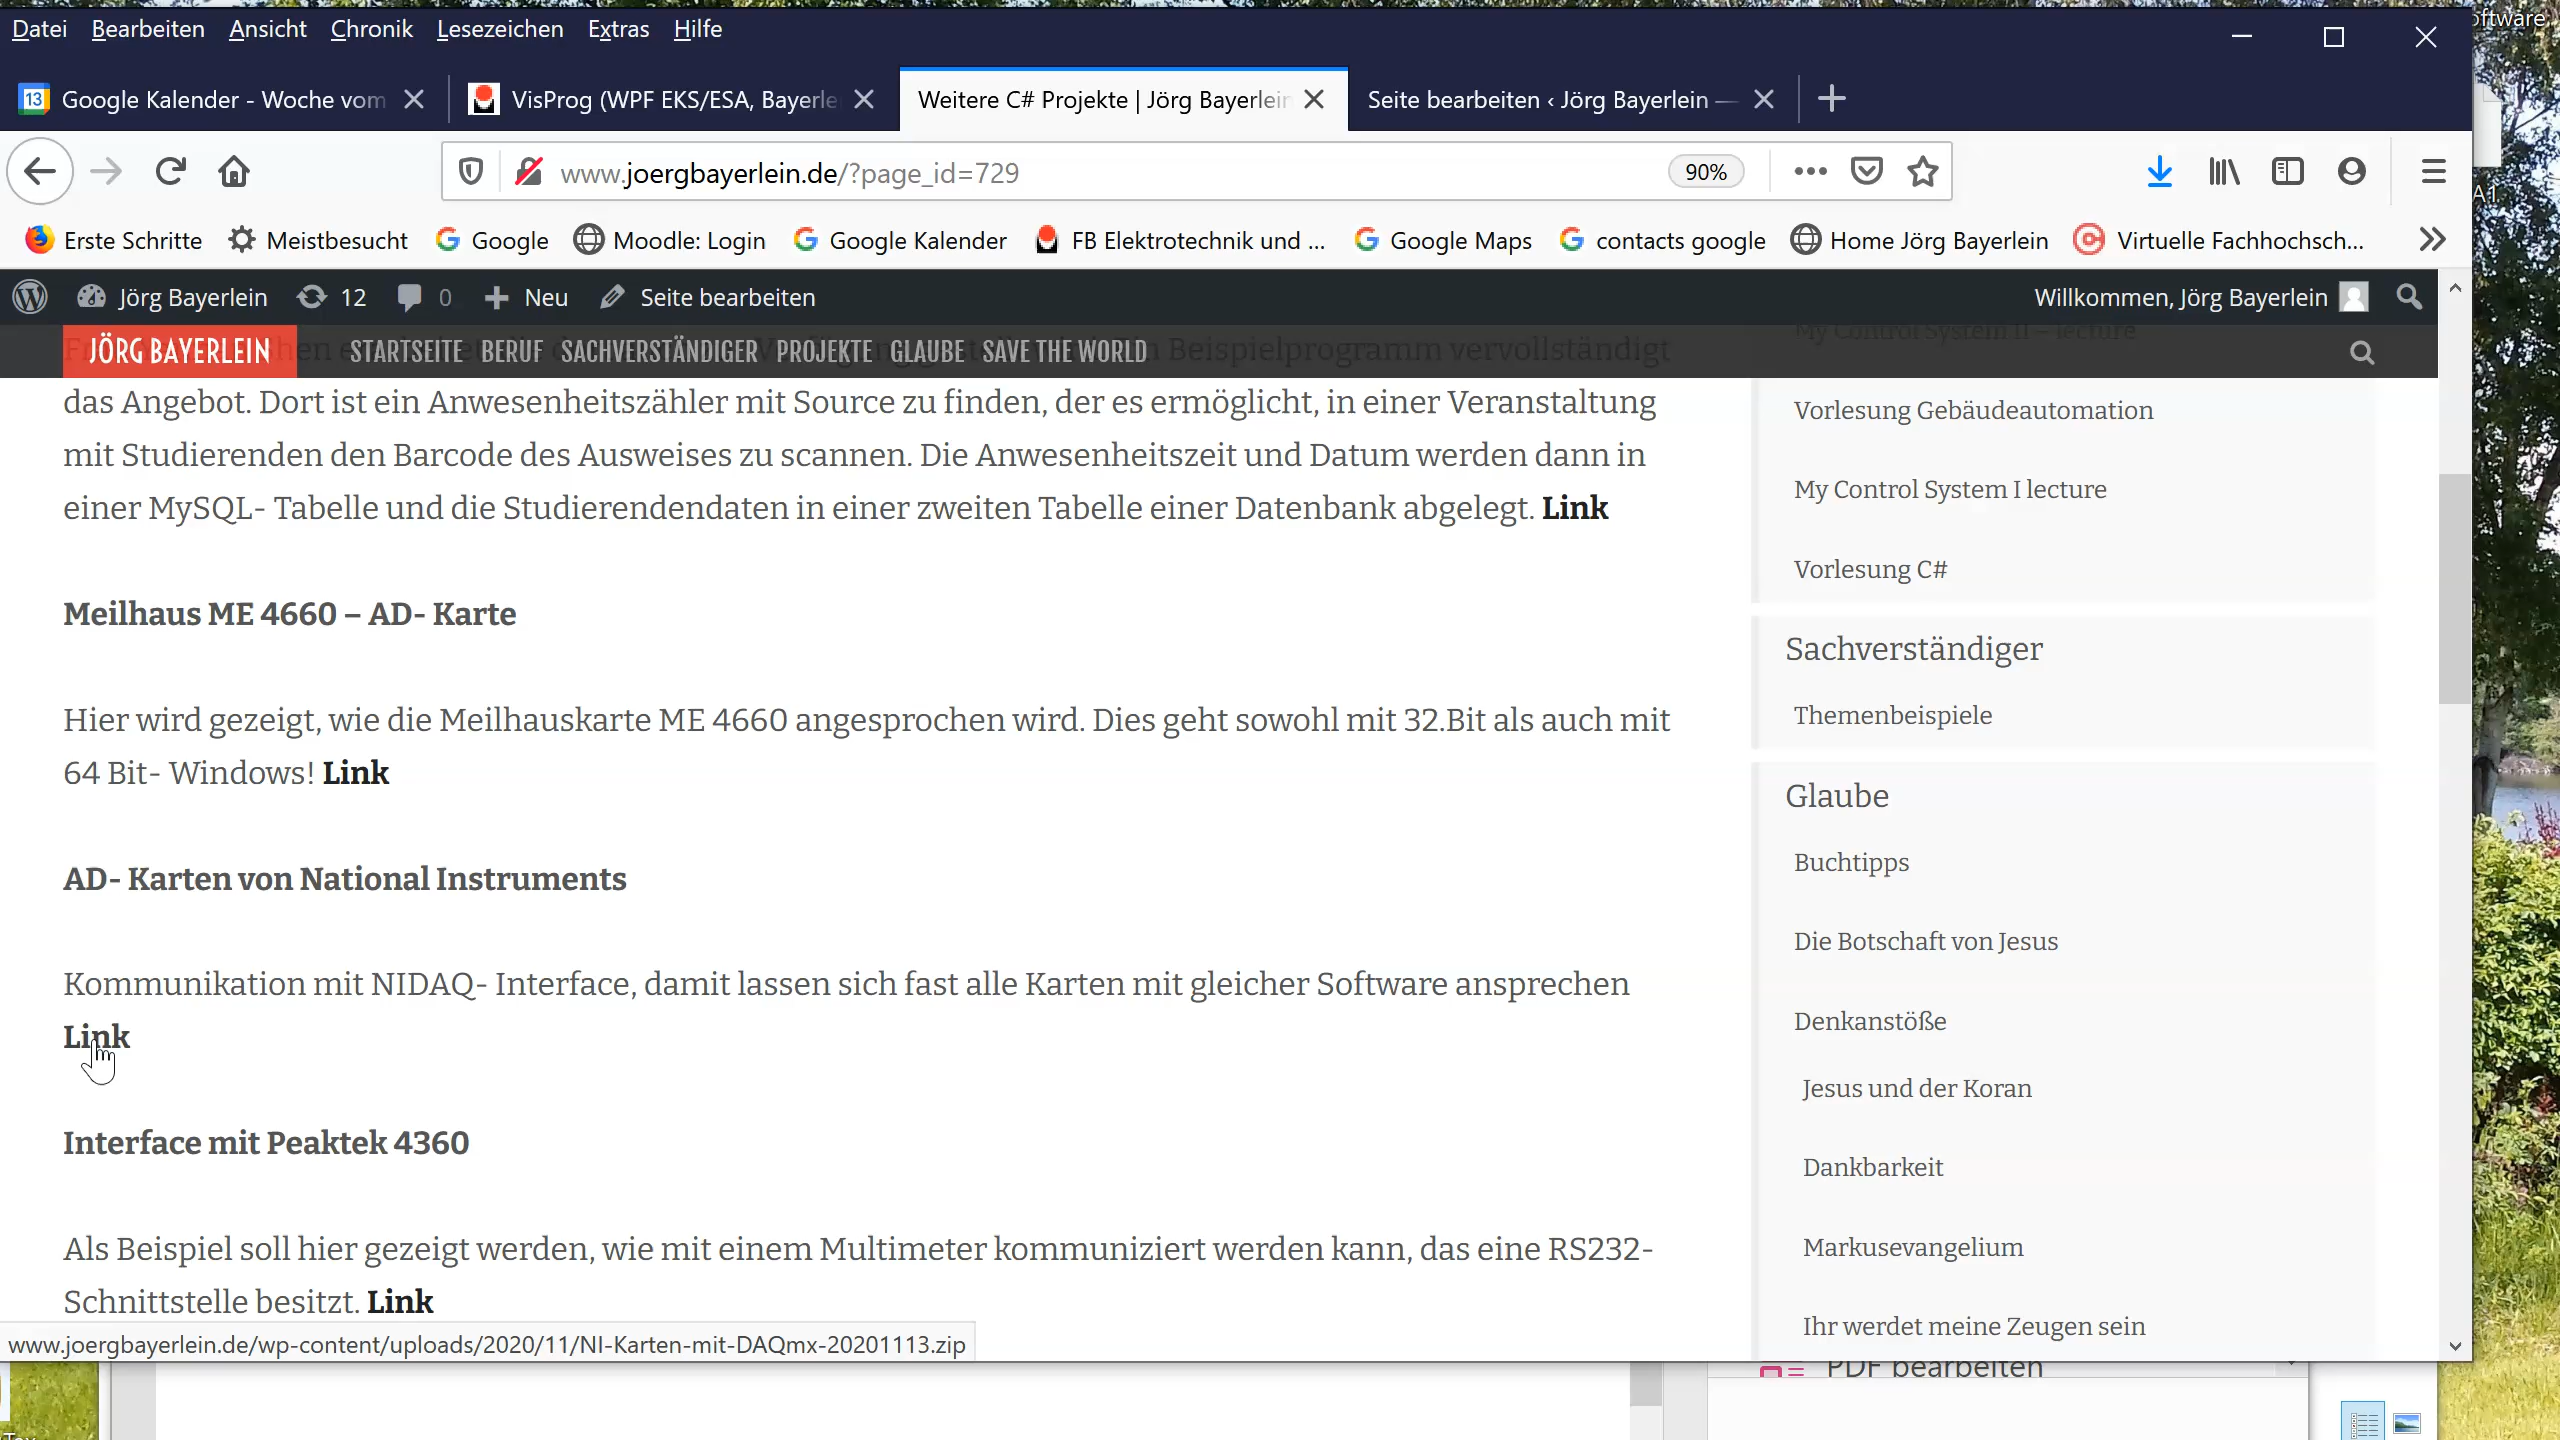 Datei Bearbeiten Ansicht Chronik Lesezeichen Extras Hilfe
Google Kalender - Woche vom
VisProg (WPF EKS/ESA, Bayerle
Weitere C# Projekte | Jörg Bayerlein
Seite bearbeiten ‹ Jörg Bayerlein —
www.joergbayerlein.de/?page_id=729
90%
Erste Schritte Meistbesucht Google Moodle: Login Google Kalender FB Elektrotechnik und ... Google Maps contacts google Home Jörg Bayerlein Virtuelle Fachhochsch...
Jörg Bayerlein 12 0 Neu Seite bearbeiten
Willkommen, Jörg Bayerlein
JÖRG BAYERLEIN STARTSEITE BERUF SACHVERSTÄNDIGER PROJEKTE GLAUBE SAVE THE WORLD
Beispielprogramm vervollständigt
das Angebot. Dort ist ein Anwesenheitszähler mit Source zu finden, der es ermöglicht, in einer Veranstaltung
mit Studierenden den Barcode des Ausweises zu scannen. Die Anwesenheitszeit und Datum werden dann in
einer MySQL- Tabelle und die Studierendendaten in einer zweiten Tabelle einer Datenbank abgelegt. Link
Meilhaus ME 4660 – AD- Karte
Hier wird gezeigt, wie die Meilhauskarte ME 4660 angesprochen wird. Dies geht sowohl mit 32.Bit als auch mit
64 Bit- Windows! Link
AD- Karten von National Instruments
Kommunikation mit NIDAQ- Interface, damit lassen sich fast alle Karten mit gleicher Software ansprechen
Link
Interface mit Peaktek 4360
Als Beispiel soll hier gezeigt werden, wie mit einem Multimeter kommuniziert werden kann, das eine RS232-
Schnittstelle besitzt. Link
My Control System II – lecture
Vorlesung Gebäudeautomation
My Control System I lecture
Vorlesung C#
Sachverständiger
Themenbeispiele
Glaube
Buchtipps
Die Botschaft von Jesus
Denkanstöße
Jesus und der Koran
Dankbarkeit
Markusevangelium
Ihr werdet meine Zeugen sein
www.joergbayerlein.de/wp-content/uploads/2020/11/NI-Karten-mit-DAQmx-20201113.zip
PDF bearbeiten